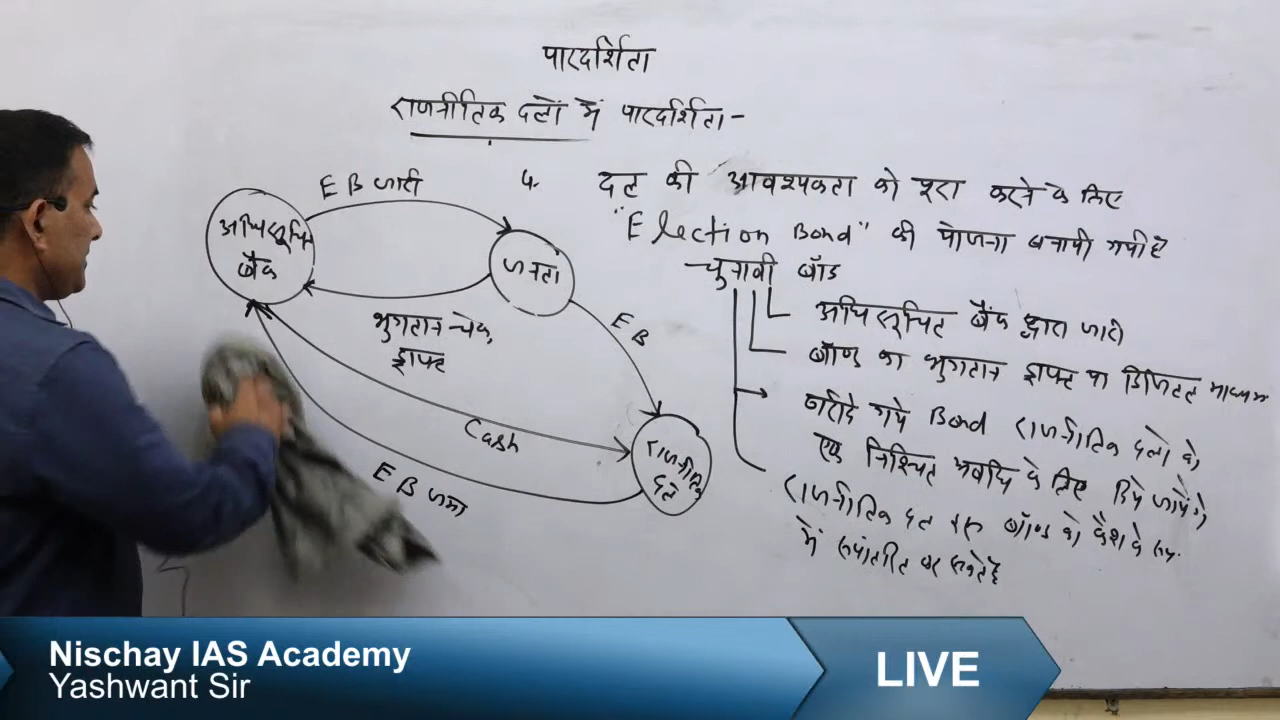 पारदर्शिता
राजनीतिक दलों में पारदर्शिता -
5. दल की आवश्यकता को पूरा करने के लिए
"Election Bond" की योजना बनायी गयी है
चुनावी बॉंड
अधिसूचित बैंक द्वारा जारी
बॉण्ड का भुगतान ड्राफ्ट या डिजिटल माध्यम
खरीदे गये Bond राजनीतिक दलों को
एक निश्चित अवधि के लिए दिये जायेंगे
राजनीतिक दल इस बॉण्ड को कैश के रूप
में रूपांतरित कर सकते है
EB जारी
अधिसूचित
बैंक
जनता
भुगतान चेक,
ड्राफ्ट
EB
Cash
राजनीतिक
दल
EB जमा
Nischay IAS Academy
Yashwant Sir
LIVE